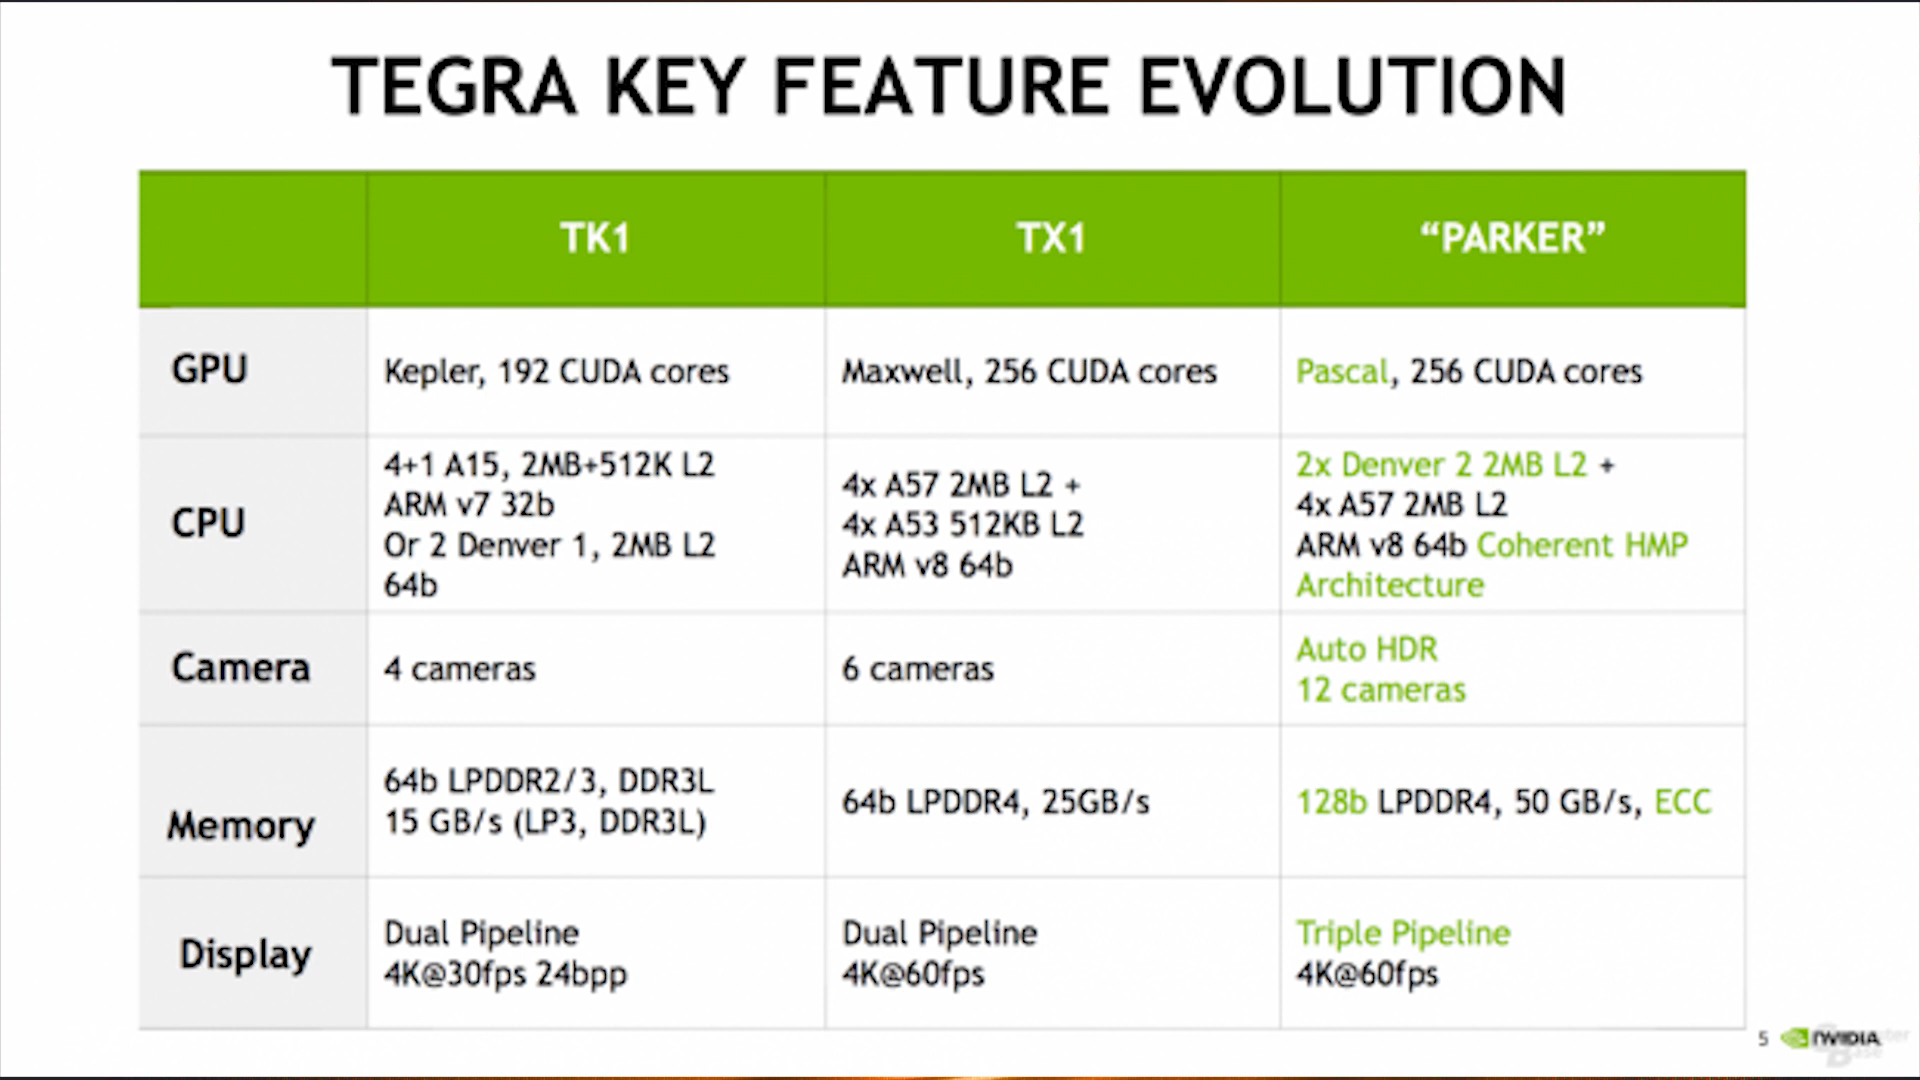 TEGRA KEY FEATURE EVOLUTION
TK1
TX1
“PARKER”
GPU
Kepler, 192 CUDA cores
Maxwell, 256 CUDA cores
Pascal, 256 CUDA cores
CPU
4+1 A15, 2MB+512K L2
ARM v7 32b
Or 2 Denver 1, 2MB L2
64b
4x A57 2MB L2 +
4x A53 512KB L2
ARM v8 64b
2x Denver 2 2MB L2 +
4x A57 2MB L2
ARM v8 64b Coherent HMP
Architecture
Camera
4 cameras
6 cameras
Auto HDR
12 cameras
Memory
64b LPDDR2/3, DDR3L
15 GB/s (LP3, DDR3L)
64b LPDDR4, 25GB/s
128b LPDDR4, 50 GB/s, ECC
Display
Dual Pipeline
4K@30fps 24bpp
Dual Pipeline
4K@60fps
Triple Pipeline
4K@60fps
5
NVIDIA